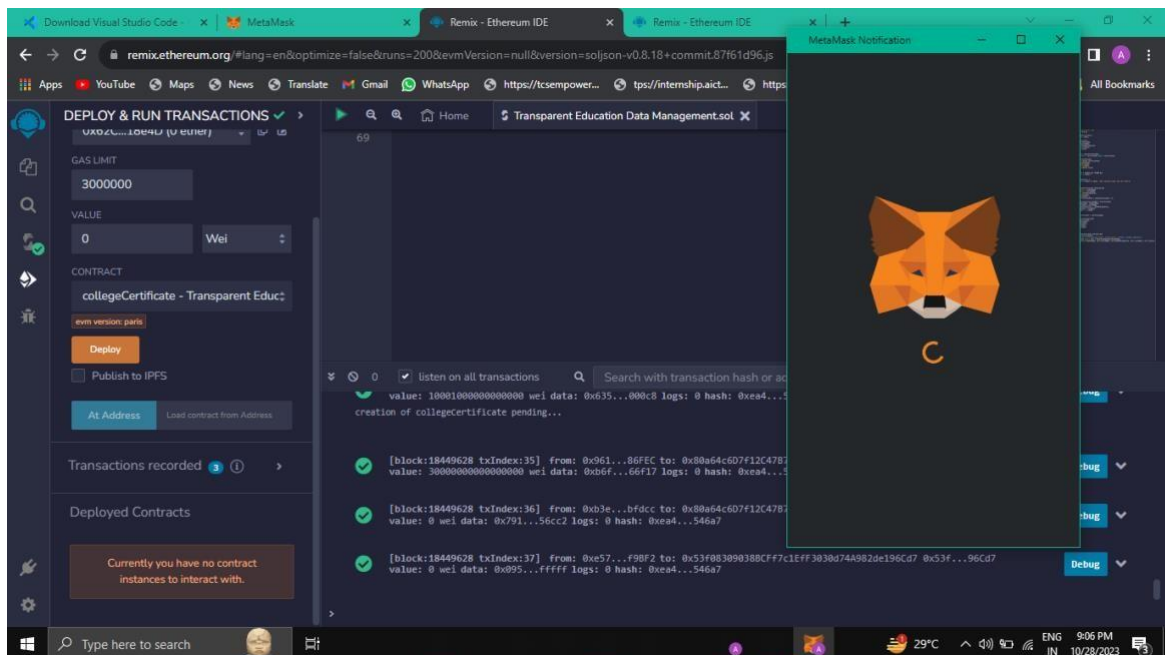 Download Visual Studio Code -
MetaMask
Remix - Ethereum IDE
Remix - Ethereum IDE
remix.ethereum.org/#lang=en&optimize=false&runs=200&evmVersion=null&version=soljson-v0.8.18+commit.87f61d96.js
Apps YouTube Maps News Translate Gmail WhatsApp https://tcsempower... tps://internship.aict... https
All Bookmarks
MetaMask Notification
DEPLOY & RUN TRANSACTIONS
0x62C...18e4D (0 ether)
GAS LIMIT
3000000
VALUE
0 Wei
CONTRACT
collegeCertificate - Transparent Educ
evm version: paris
Deploy
Publish to IPFS
At Address Load contract from Address
Transactions recorded 3 i
Deployed Contracts
Currently you have no contract
instances to interact with.
Home Transparent Education Data Management.sol
69
0 listen on all transactions Search with transaction hash or ad
value: 10001000000000000 wei data: 0x635...000c8 logs: 0 hash: 0xea4...5
creation of collegeCertificate pending...
[block:18449628 txIndex:35] from: 0x961...86FEC to: 0x80a64c6D7f12C4787
value: 30000000000000000 wei data: 0xb6f...66f17 logs: 0 hash: 0xea4...5
[block:18449628 txIndex:36] from: 0xb3e...bfdcc to: 0x80a64c6D7f12C4787
value: 0 wei data: 0x791...56cc2 logs: 0 hash: 0xea4...546a7
[block:18449628 txIndex:37] from: 0xe57...f9BF2 to: 0x53f083090388CFf7c1EfF3030d74A982de196Cd7 0x53f...96Cd7
value: 0 wei data: 0x095...fffff logs: 0 hash: 0xea4...546a7
Debug
>
Type here to search
29°C
ENG
IN
9:06 PM
10/28/2023
3